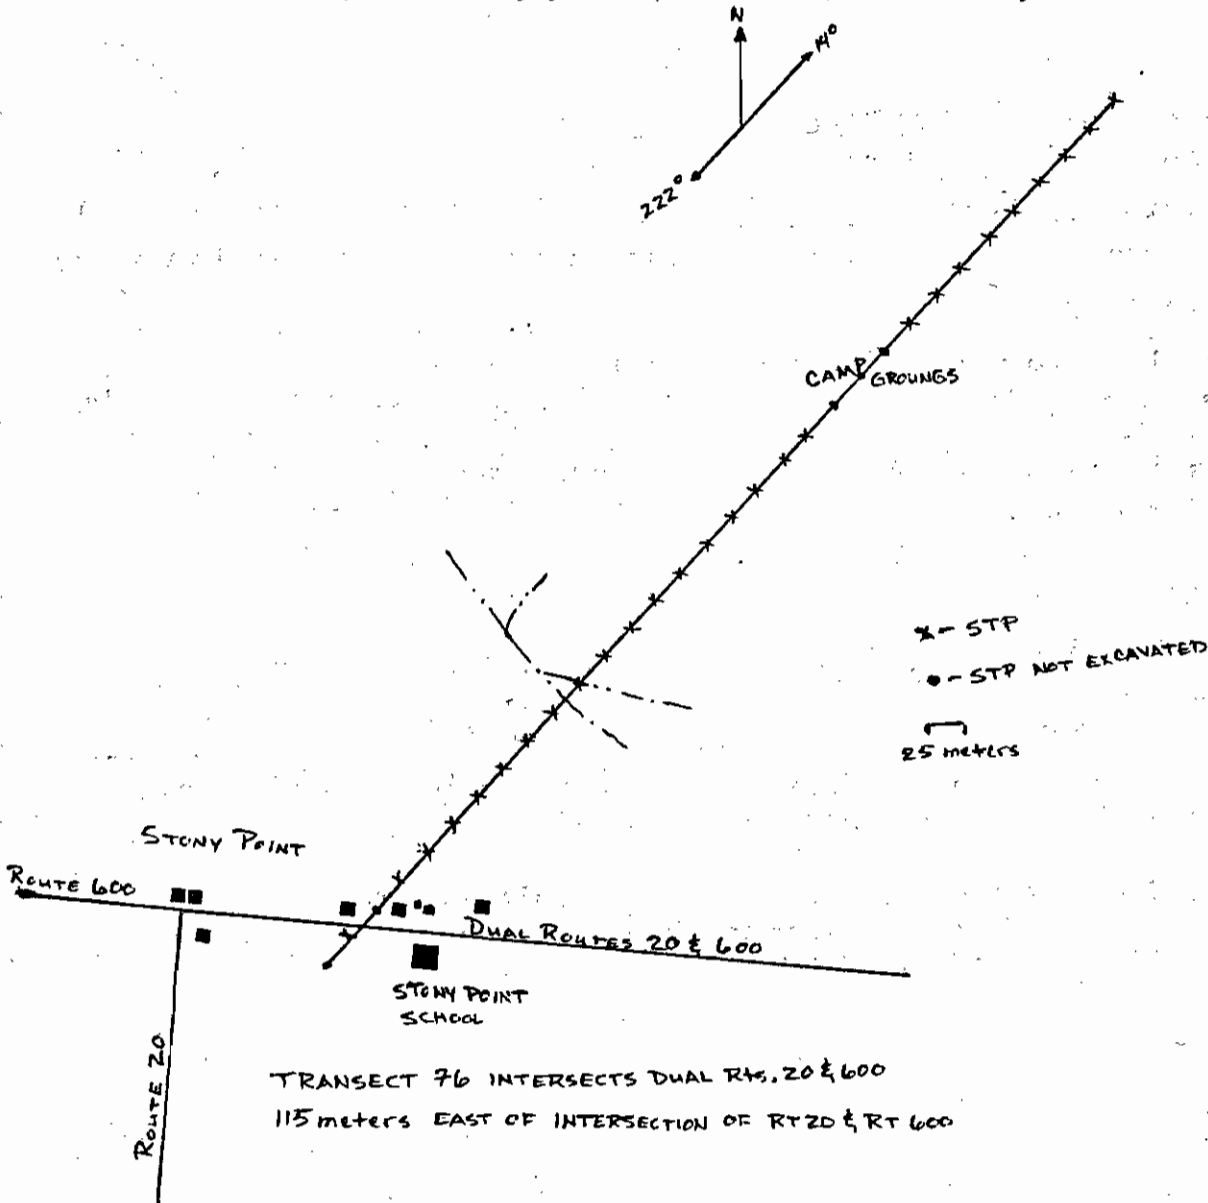 N
14°
222°
CAMP GROUNGS
X - STP
• - STP NOT EXCAVATED
25 meters
STONY POINT
ROUTE 600
DUAL ROUTES 20 & 600
STONY POINT
SCHOOL
ROUTE 20
TRANSECT 76 INTERSECTS DUAL Rts. 20 & 600
115 meters EAST OF INTERSECTION OF RT 20 & RT 600